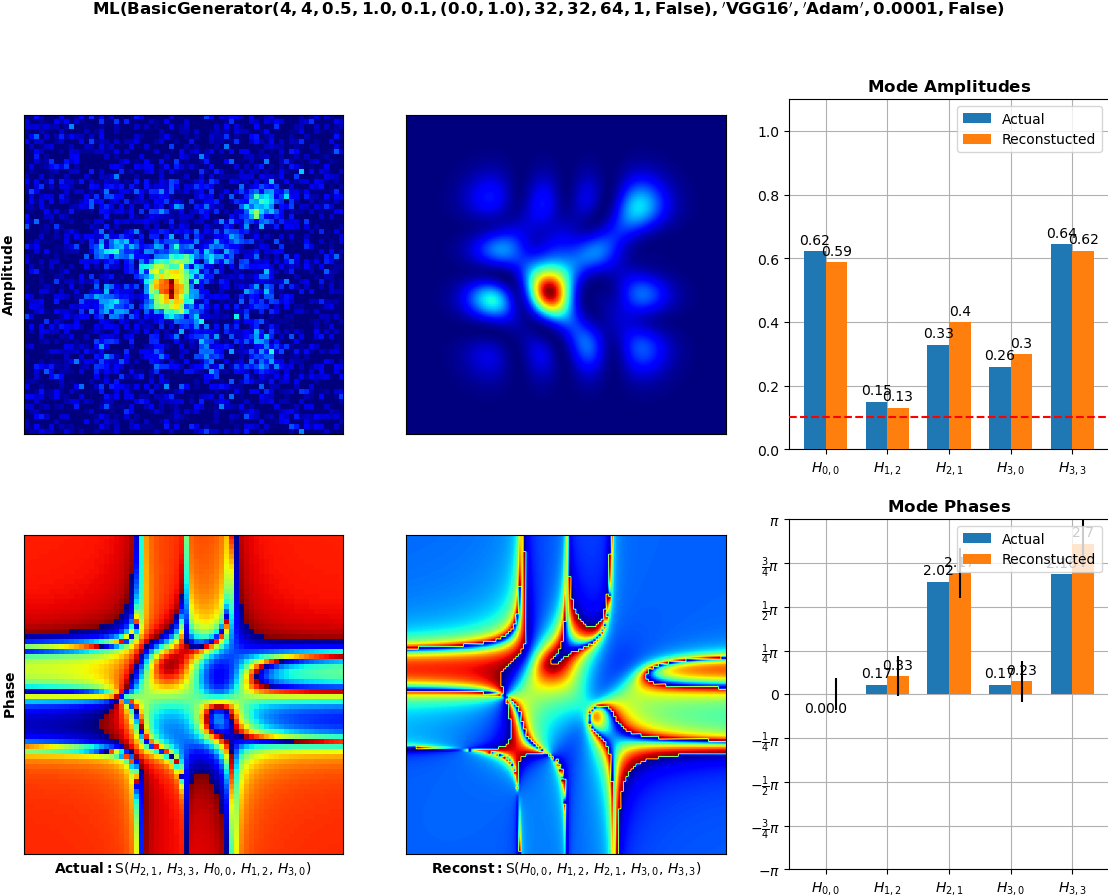 ML(BasicGenerator(4, 4, 0.5, 1.0, 0.1, (0.0, 1.0), 32, 32, 64, 1, False), ′VGG16′, ′Adam′, 0.0001, False)
Amplitude
Mode Amplitudes
Actual
Reconstucted
1.0
0.8
0.6
0.4
0.2
0.0
0.62
0.59
0.15
0.13
0.33
0.4
0.26
0.3
0.64
0.62
H0,0
H1,2
H2,1
H3,0
H3,3
Phase
Mode Phases
Actual
Reconstucted
π
3/4π
1/2π
1/4π
0
−1/4π
−1/2π
−3/4π
−π
0.17
0.33
2.02
0.17
0.23
2.7
H0,0
H1,2
H2,1
H3,0
H3,3
Actual: S(H2,1, H3,3, H0,0, H1,2, H3,0)
Reconst: S(H0,0, H1,2, H2,1, H3,0, H3,3)